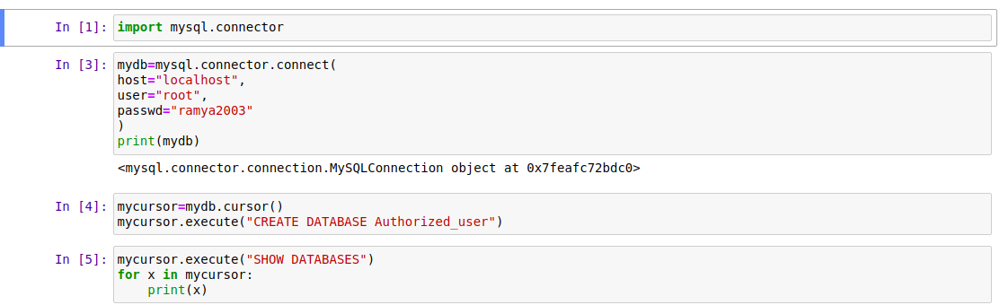 In [1]: import mysql.connector
In [3]: mydb=mysql.connector.connect(
host="localhost",
user="root",
passwd="ramya2003"
)
print(mydb)
<mysql.connector.connection.MySQLConnection object at 0x7feafc72bdc0>
In [4]: mycursor=mydb.cursor()
mycursor.execute("CREATE DATABASE Authorized_user")
In [5]: mycursor.execute("SHOW DATABASES")
for x in mycursor:
    print(x)